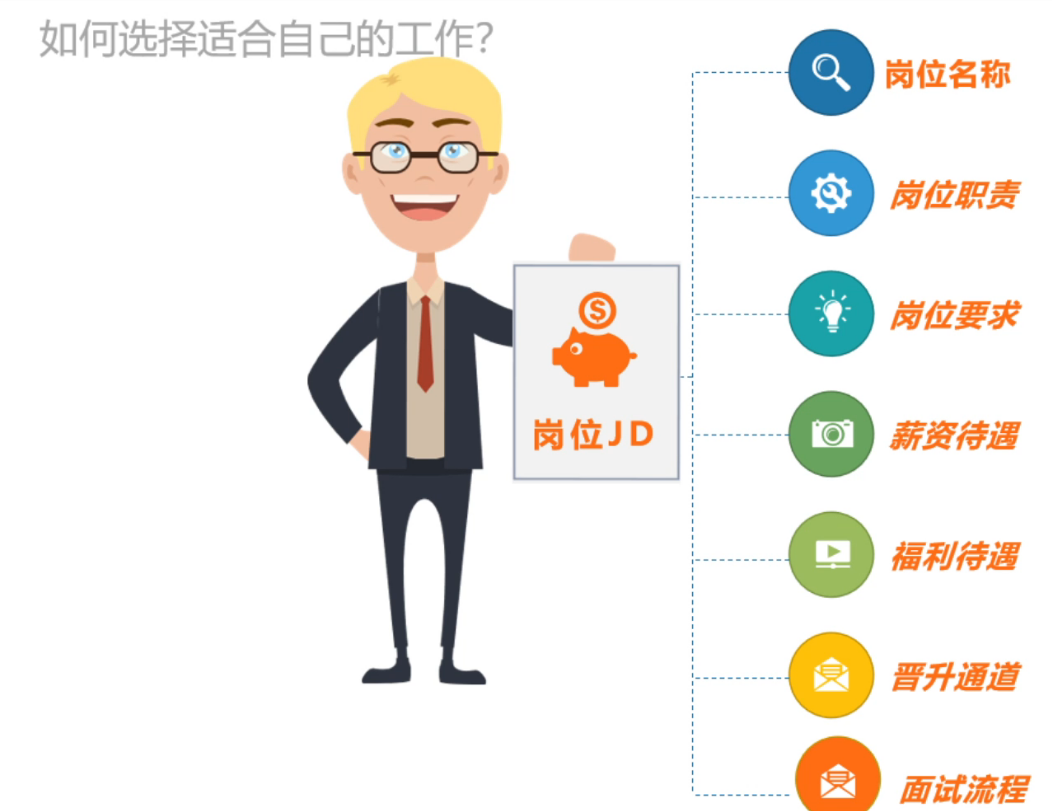 如何选择适合自己的工作？
岗位名称
岗位职责
岗位要求
岗位JD
薪资待遇
福利待遇
晋升通道
面试流程